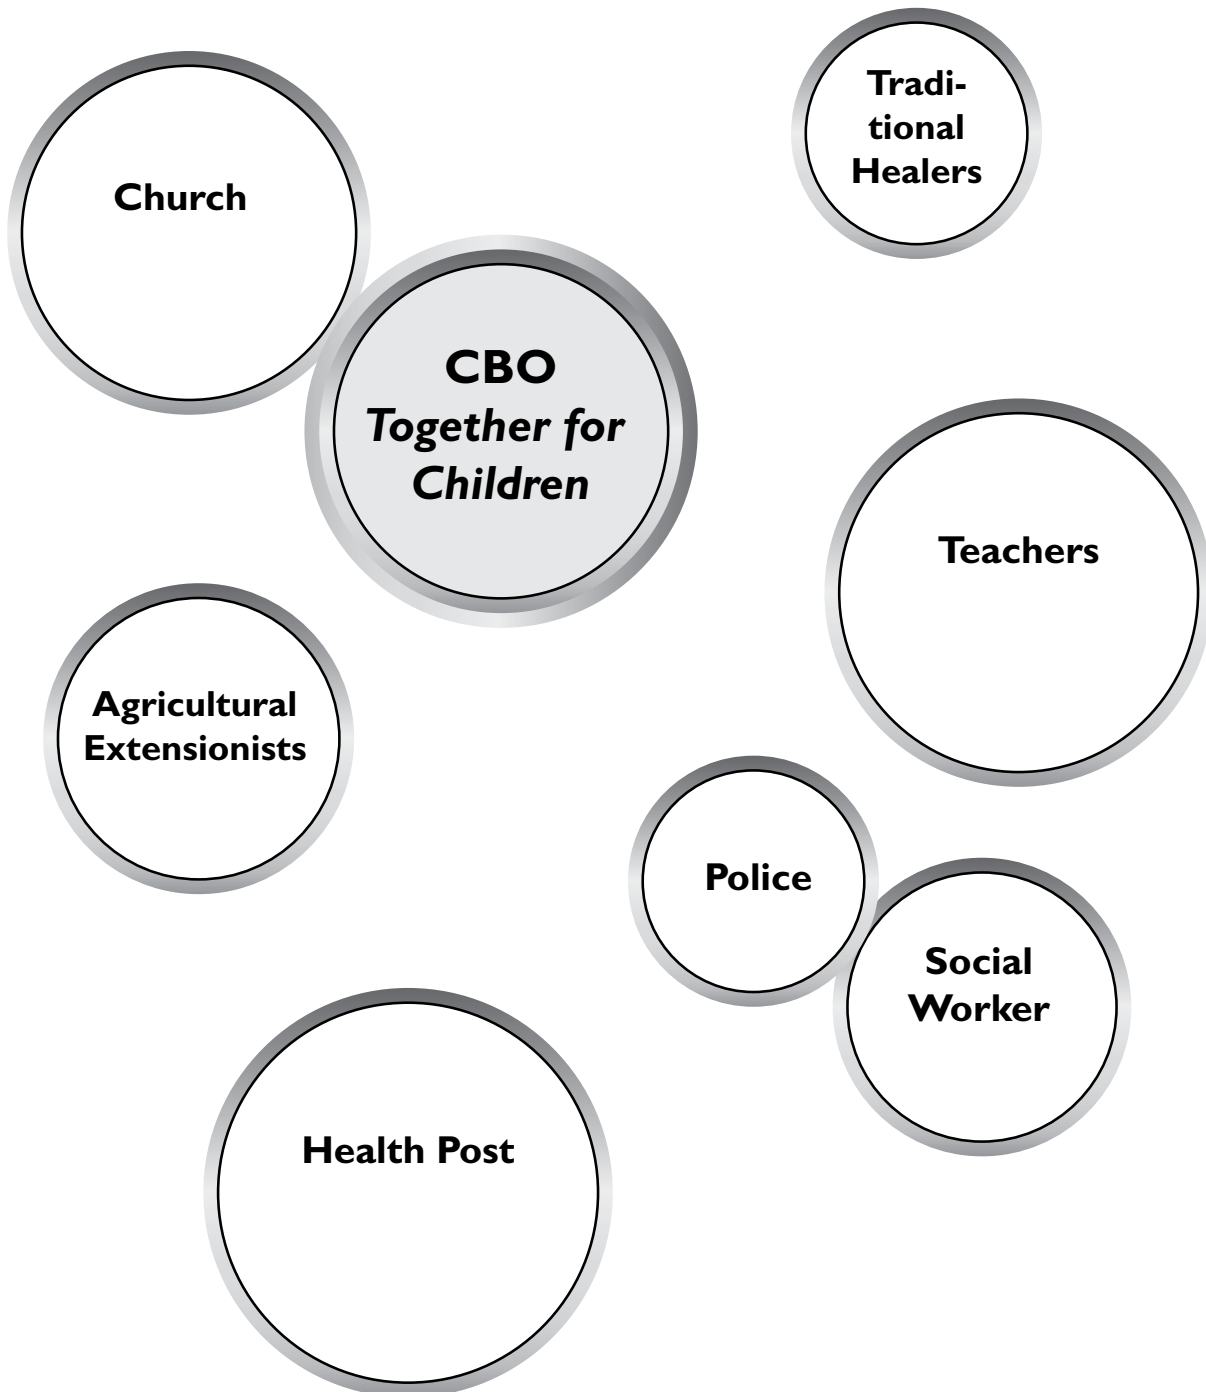 Church
Tradi-
tional
Healers
CBO
Together for
Children
Teachers
Agricultural
Extensionists
Police
Social
Worker
Health Post